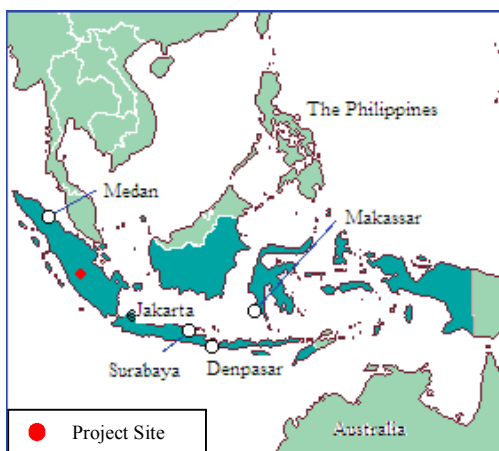 The Philippines
Medan
Makassar
Jakarta
Surabaya
Denpasar
Australia
Project Site